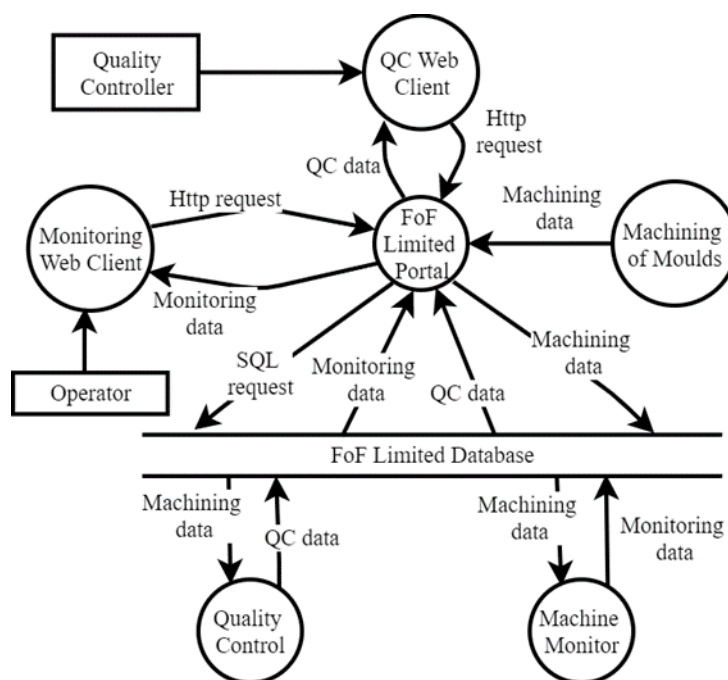 Quality
Controller
QC Web
Client
Http
request
QC data
Http request
Machining
data
Monitoring
Web Client
FoF
Limited
Portal
Machining
of Moulds
Monitoring
data
Operator
SQL
request
Monitoring
data
QC data
Machining
data
FoF Limited Database
Machining
data
QC data
Machining
data
Monitoring
data
Quality
Control
Machine
Monitor